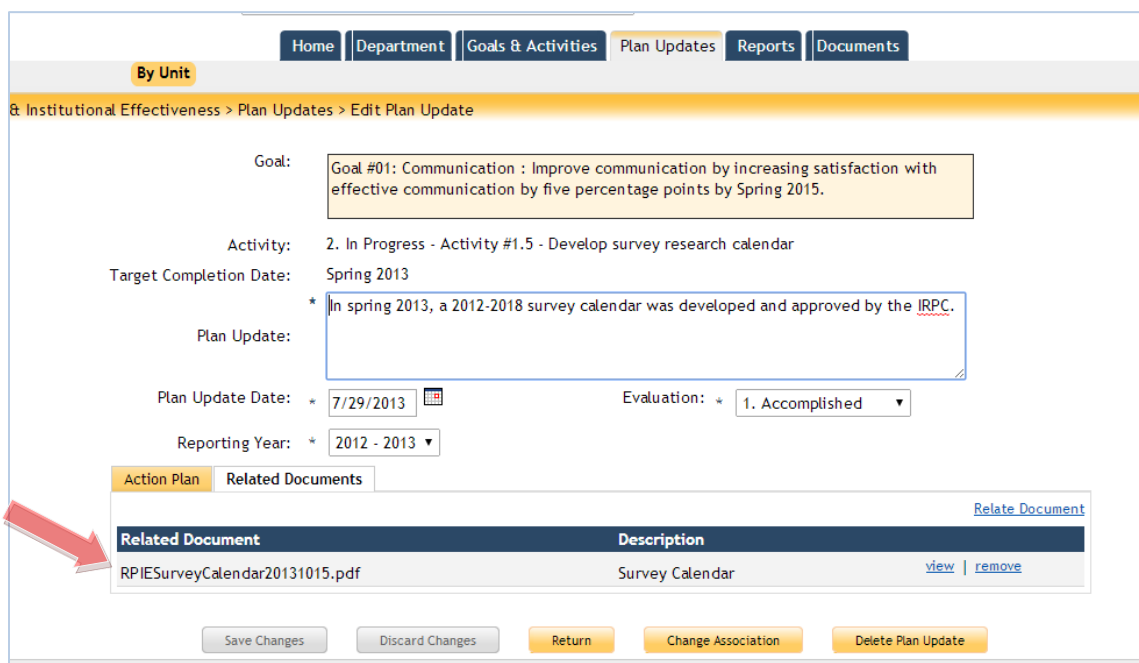 Home Department Goals & Activities Plan Updates Reports Documents
By Unit
& Institutional Effectiveness > Plan Updates > Edit Plan Update
Goal: Goal #01: Communication : Improve communication by increasing satisfaction with
effective communication by five percentage points by Spring 2015.
Activity: 2. In Progress - Activity #1.5 - Develop survey research calendar
Target Completion Date: Spring 2013
* In spring 2013, a 2012-2018 survey calendar was developed and approved by the IRPC.
Plan Update:
Plan Update Date: * 7/29/2013 Evaluation: * 1. Accomplished
Reporting Year: * 2012 - 2013
Action Plan Related Documents
Relate Document
Related Document Description
RPIESurveyCalendar20131015.pdf Survey Calendar view | remove
Save Changes Discard Changes Return Change Association Delete Plan Update